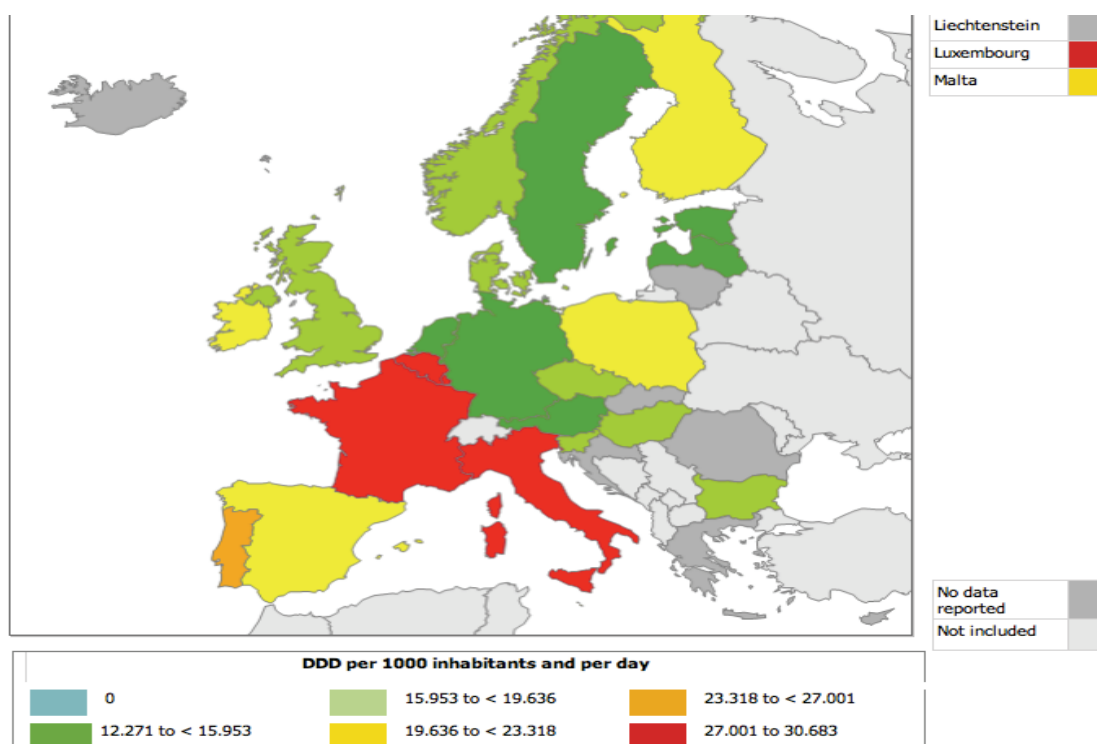 Liechtenstein
Luxembourg
Malta
No data
reported
Not included
DDD per 1000 inhabitants and per day
0
15.953 to < 19.636
23.318 to < 27.001
12.271 to < 15.953
19.636 to < 23.318
27.001 to 30.683